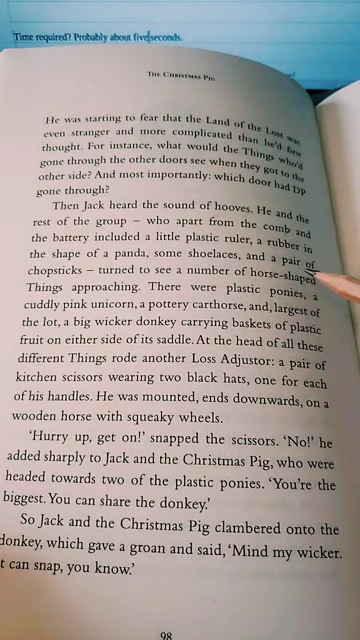 Time required? Probably about five seconds.
THE CHRISTMAS PIG
He was starting to fear that the Land of the Lost was
even stranger and more complicated than he'd first
thought. For instance, what would the Things who'd
gone through the other doors see when they got to the
other side? And most importantly: which door had DP
gone through?
Then Jack heard the sound of hooves. He and the
rest of the group – who apart from the comb and
the battery included a little plastic ruler, a rubber in
the shape of a panda, some shoelaces, and a pair of
chopsticks – turned to see a number of horse-shaped
Things approaching. There were plastic ponies, a
cuddly pink unicorn, a pottery carthorse, and, largest of
the lot, a big wicker donkey carrying baskets of plastic
fruit on either side of its saddle. At the head of all these
different Things rode another Loss Adjustor: a pair of
kitchen scissors wearing two black hats, one for each
of his handles. He was mounted, ends downwards, on a
wooden horse with squeaky wheels.
'Hurry up, get on!' snapped the scissors. 'No!' he
added sharply to Jack and the Christmas Pig, who were
headed towards two of the plastic ponies. 'You're the
biggest. You can share the donkey.'
So Jack and the Christmas Pig clambered onto the
donkey, which gave a groan and said, 'Mind my wicker.
t can snap, you know.'
98